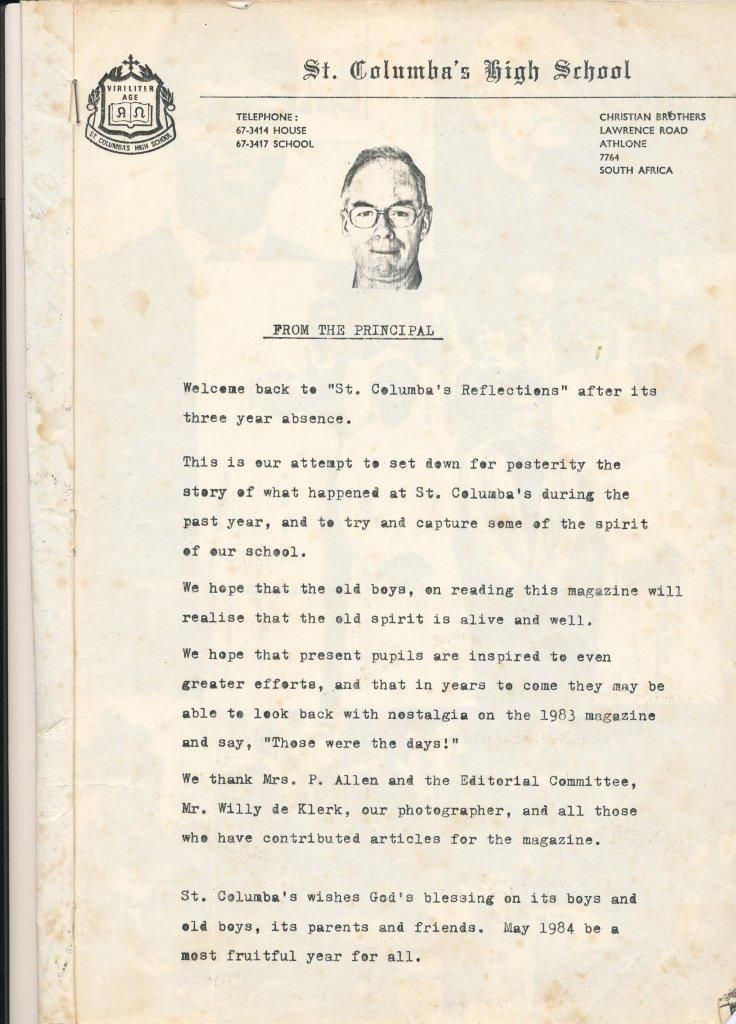 St. Columba's High School
VIRILITER
AGE
A Ω
ST COLUMBA'S HIGH SCHOOL
TELEPHONE:
67-3414 HOUSE
67-3417 SCHOOL
CHRISTIAN BROTHERS
LAWRENCE ROAD
ATHLONE
7764
SOUTH AFRICA
FROM THE PRINCIPAL
Welcome back to "St. Columba's Reflections" after its
three year absence.
This is our attempt to set down for posterity the
story of what happened at St. Columba's during the
past year, and to try and capture some of the spirit
of our school.
We hope that the old boys, on reading this magazine will
realise that the old spirit is alive and well.
We hope that present pupils are inspired to even
greater efforts, and that in years to come they may be
able to look back with nostalgia on the 1983 magazine
and say, "Those were the days!"
We thank Mrs. P. Allen and the Editorial Committee,
Mr. Willy de Klerk, our photographer, and all those
who have contributed articles for the magazine.
St. Columba's wishes God's blessing on its boys and
old boys, its parents and friends. May 1984 be a
most fruitful year for all.